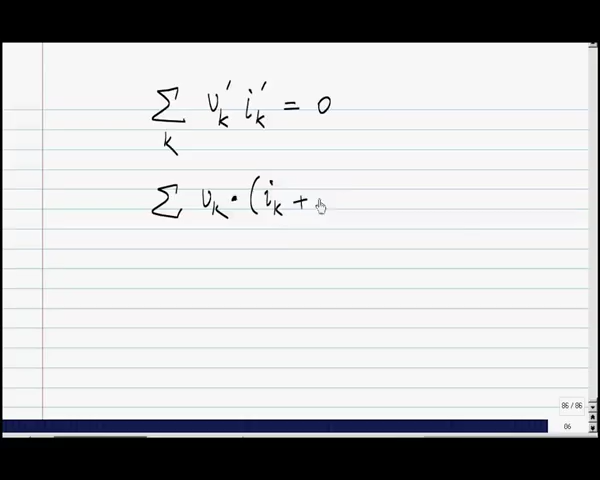 ∑ v′ₖ i′ₖ = 0
k
∑ vₖ · (iₖ +
86 / 86
86